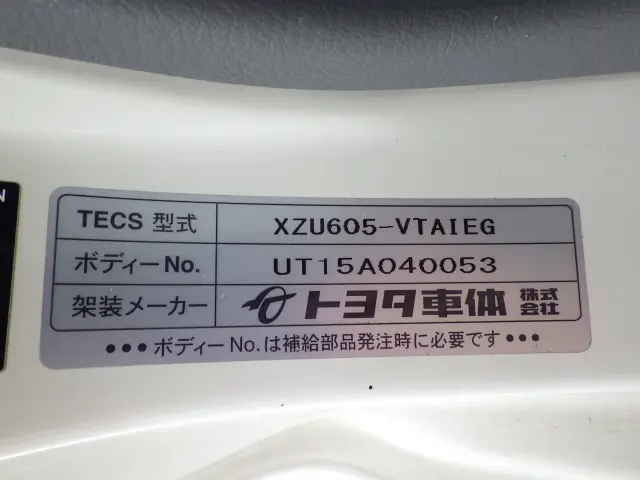 N
TECS 型式 XZU605-VTAIEG
ボディーNo. UT15A040053
架装メーカー トヨタ車体 株式会社
●●●ボディーNo.は補給部品発注時に必要です●●●